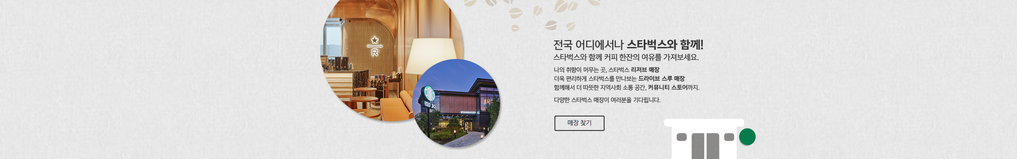 전국 어디에서나 스타벅스와 함께!
스타벅스와 함께 커피 한잔의 여유를 가져보세요.
나의 취향이 머무는 곳, 스타벅스 리저브 매장
더욱 편리하게 스타벅스를 만나보는 드라이브 스루 매장
함께해서 더 따뜻한 지역사회 소통 공간, 커뮤니티 스토어까지.
다양한 스타벅스 매장이 여러분을 기다립니다.
매장 찾기